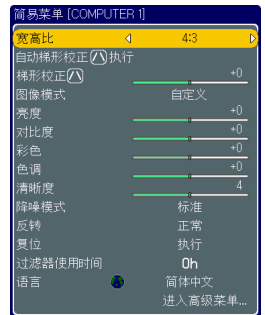 简易菜单 [COMPUTER 1]
宽高比 4:3
自动梯形校正 执行
梯形校正 +0
图像模式 自定义
亮度 +0
对比度 +0
彩色 +0
色调 +0
清晰度 4
降噪模式 标准
反转 正常
复位 执行
过滤器使用时间 0h
语言 简体中文
进入高级菜单...